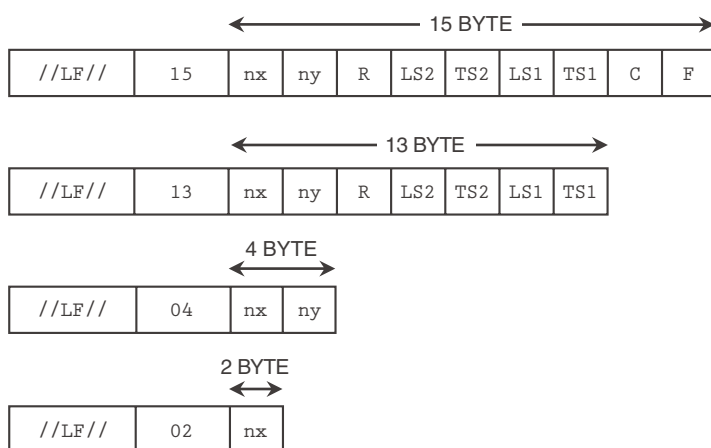 15 BYTE
//LF// 15 nx ny R LS2 TS2 LS1 TS1 C F
13 BYTE
//LF// 13 nx ny R LS2 TS2 LS1 TS1
4 BYTE
//LF// 04 nx ny
2 BYTE
//LF// 02 nx